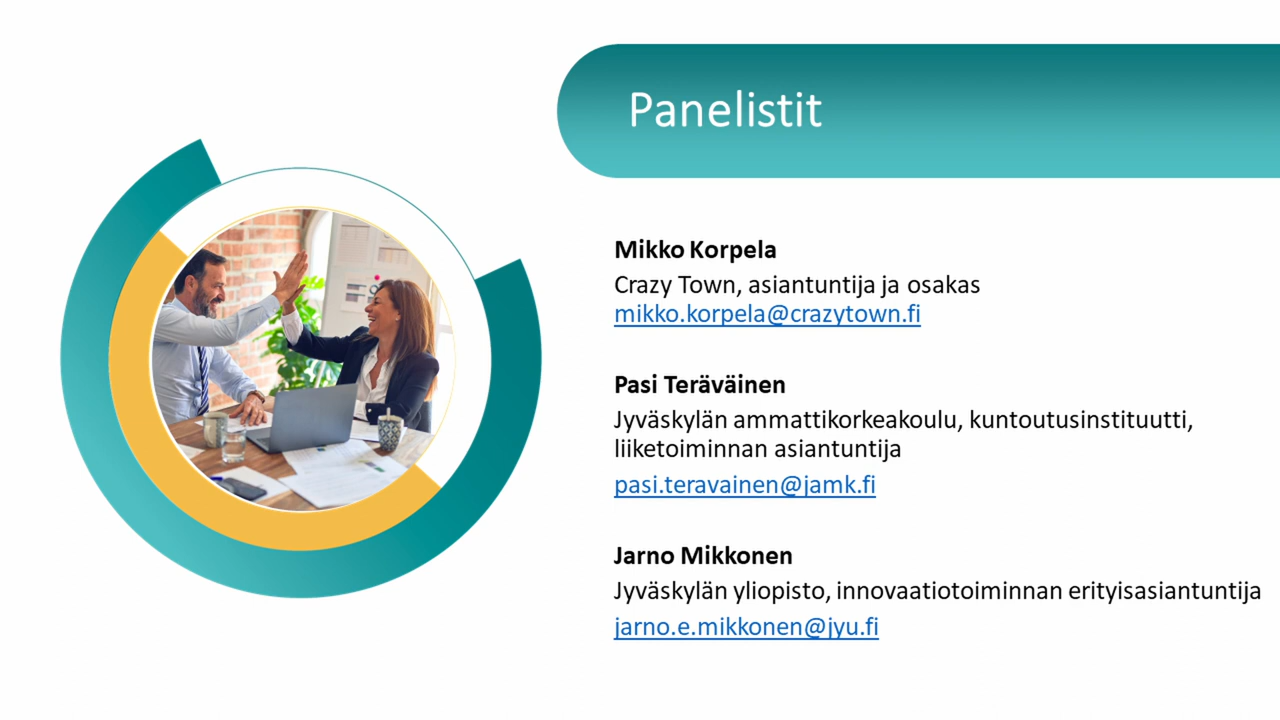 Panelistit
Mikko Korpela
Crazy Town, asiantuntija ja osakas
mikko.korpela@crazytown.fi
Pasi Teräväinen
Jyväskylän ammattikorkeakoulu, kuntoutusinstituutti,
liiketoiminnan asiantuntija
pasi.teravainen@jamk.fi
Jarno Mikkonen
Jyväskylän yliopisto, innovaatiotoiminnan erityisasiantuntija
jarno.e.mikkonen@jyu.fi